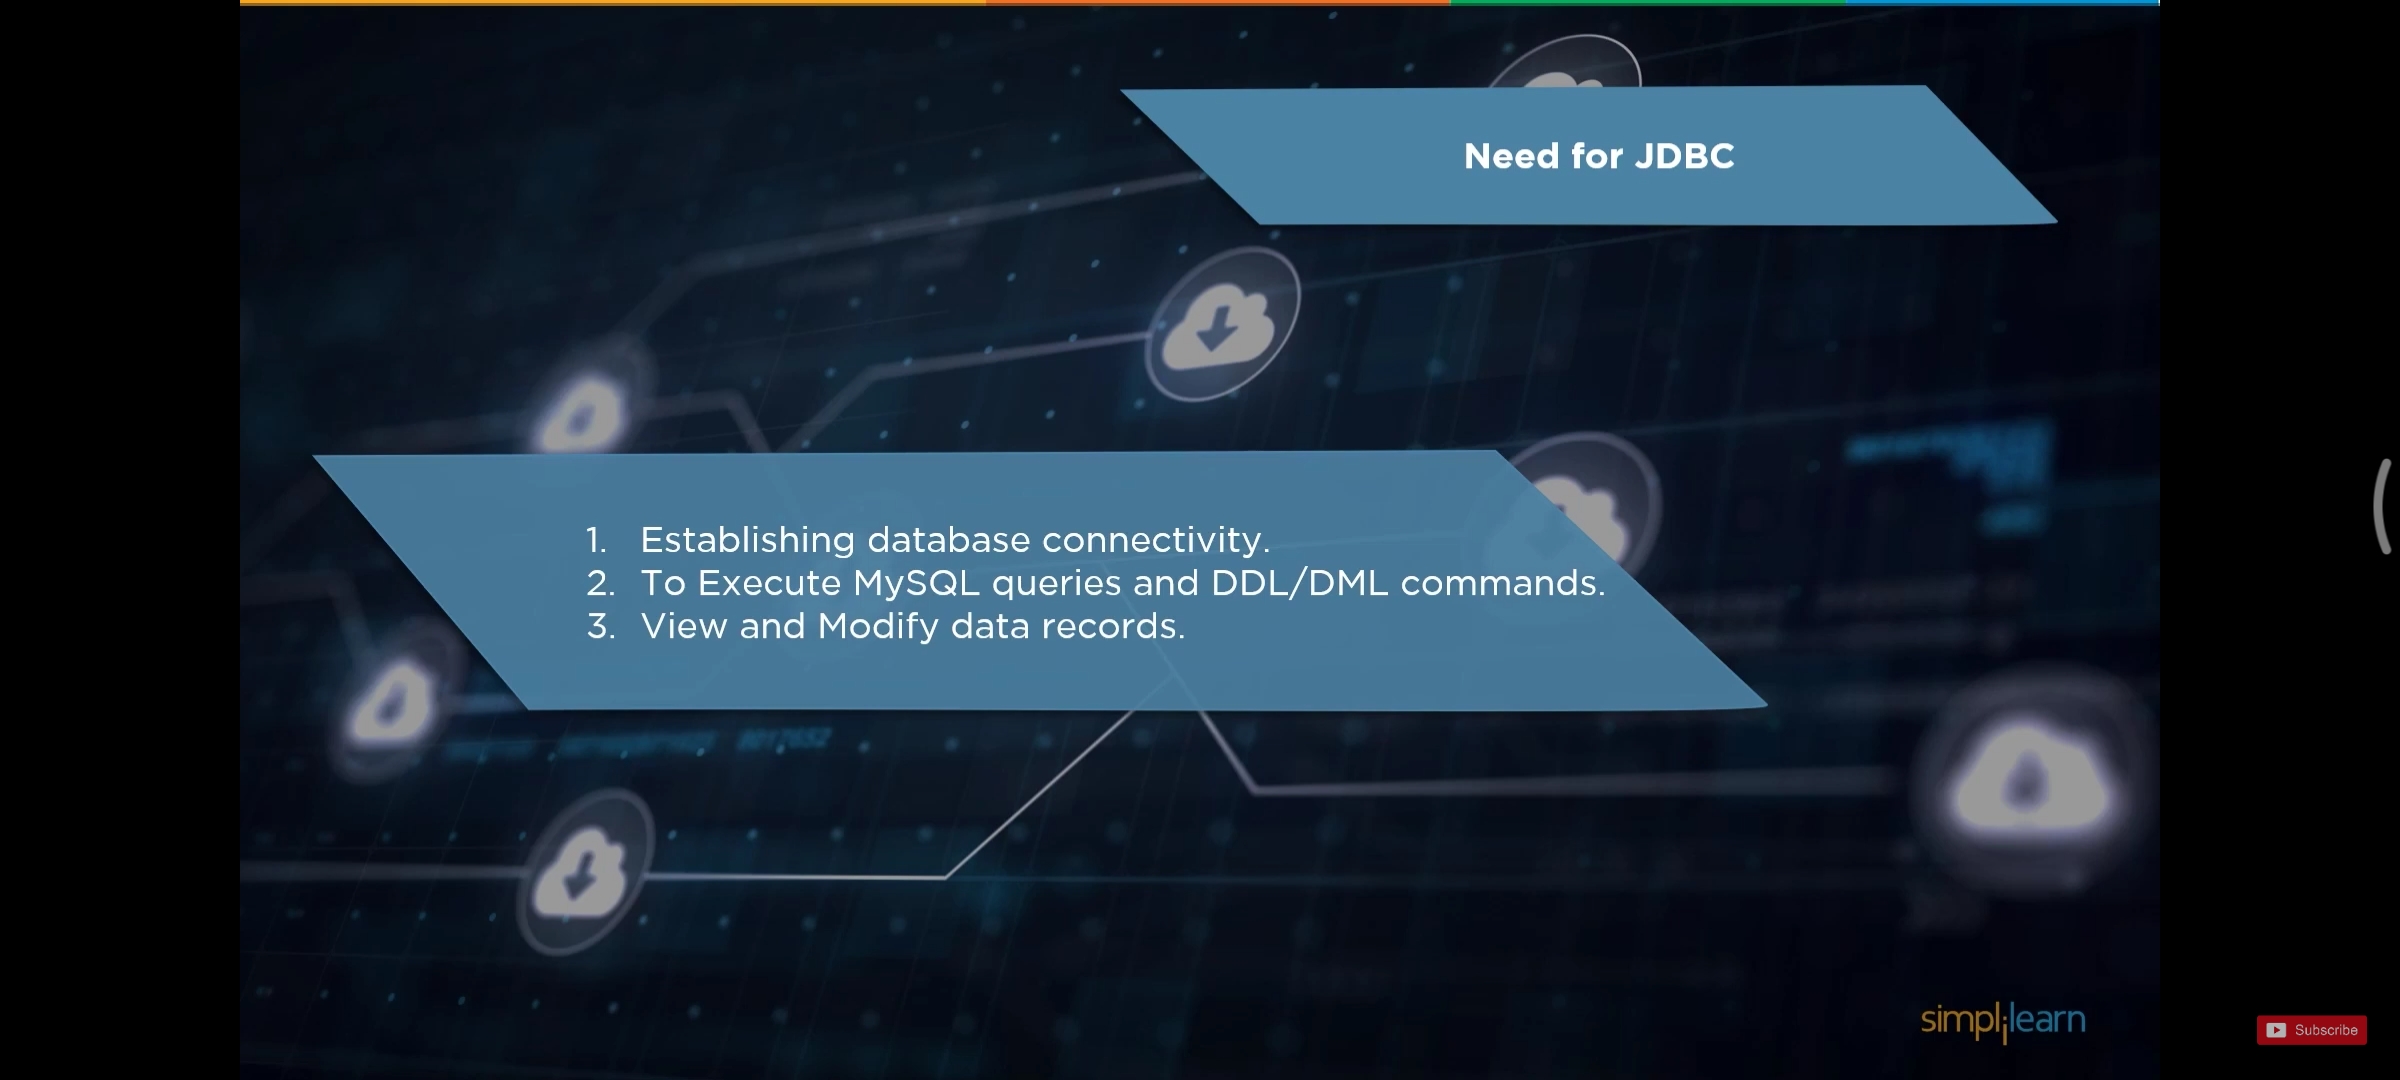 Need for JDBC
1. Establishing database connectivity.
2. To Execute MySQL queries and DDL/DML commands.
3. View and Modify data records.
simplilearn
Subscribe